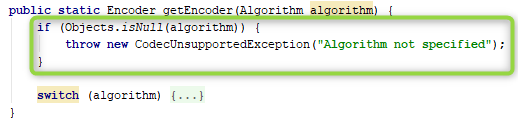 public static Encoder getEncoder(Algorithm algorithm) {
if (Objects.isNull(algorithm)) {
throw new CodecUnsupportedException("Algorithm not specified");
}
switch (algorithm) {...}
}